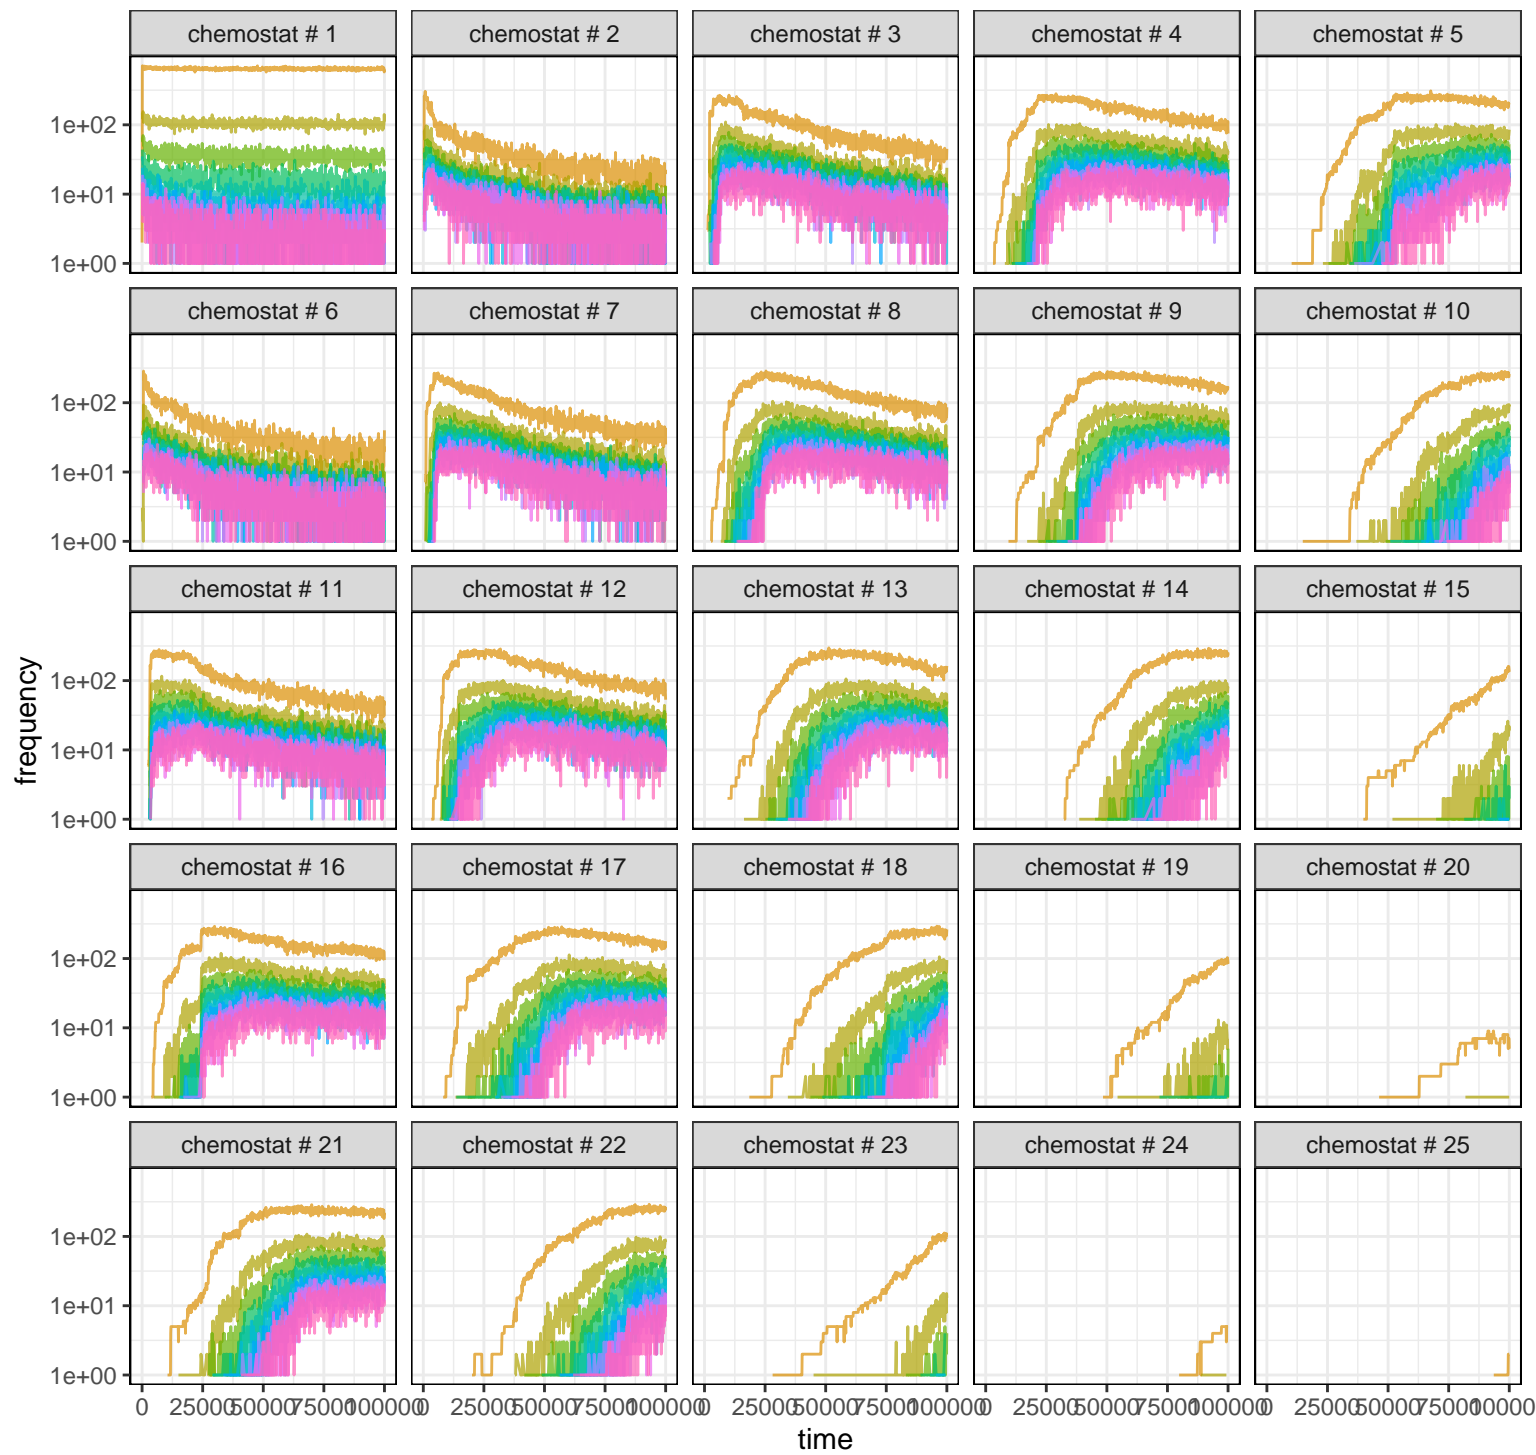 chemostat # 1 chemostat # 2 chemostat # 3 chemostat # 4 chemostat # 5
1e+02
1e+01
1e+00
chemostat # 6 chemostat # 7 chemostat # 8 chemostat # 9 chemostat # 10
1e+02
1e+01
1e+00
chemostat # 11 chemostat # 12 chemostat # 13 chemostat # 14 chemostat # 15
frequency
1e+02
1e+01
1e+00
chemostat # 16 chemostat # 17 chemostat # 18 chemostat # 19 chemostat # 20
1e+02
1e+01
1e+00
chemostat # 21 chemostat # 22 chemostat # 23 chemostat # 24 chemostat # 25
1e+02
1e+01
1e+00
0 25000 50000 75000 100000 0 25000 50000 75000 100000 0 25000 50000 75000 100000 0 25000 50000 75000 100000 0 25000 50000 75000 100000
time